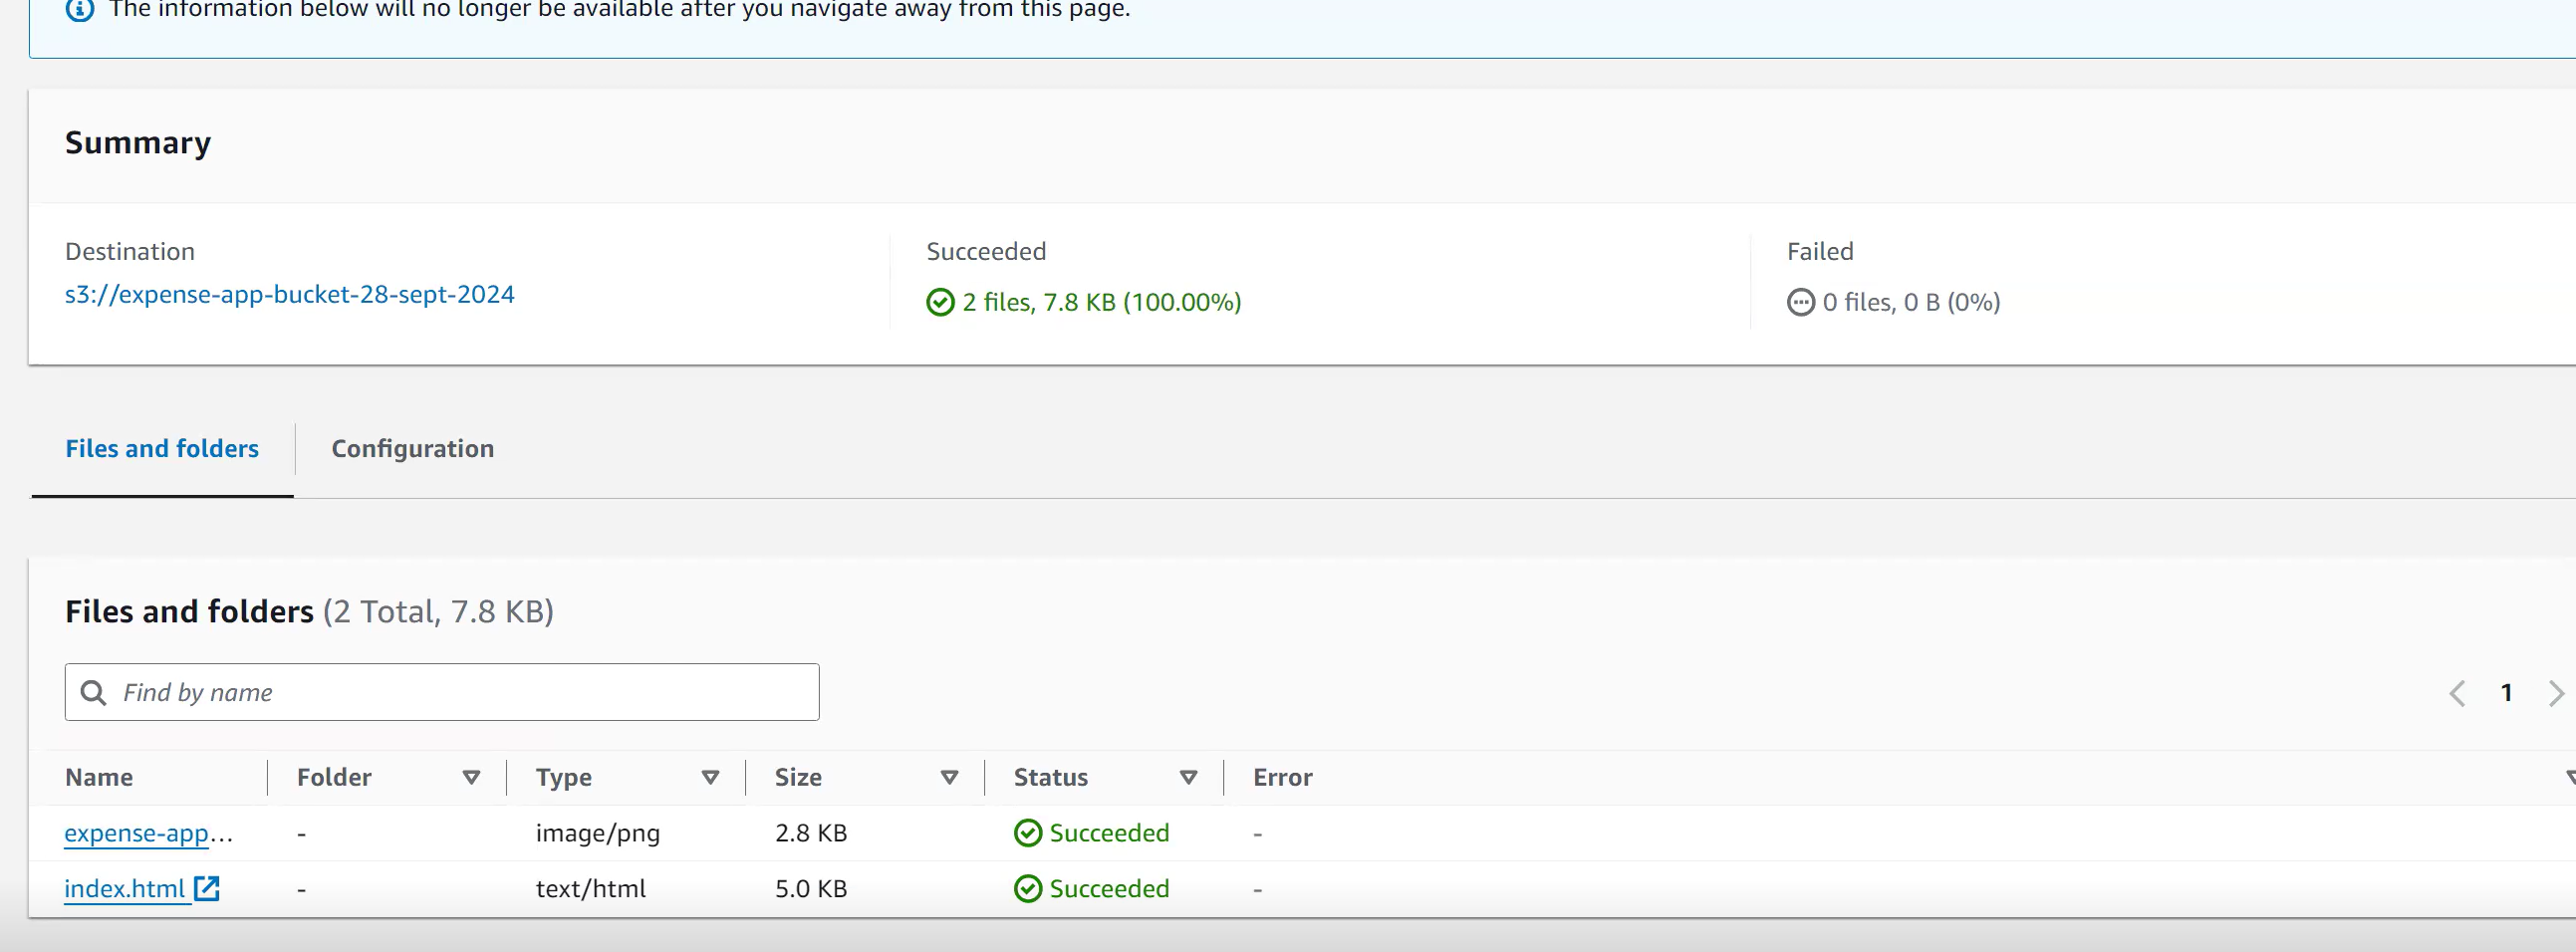 The information below will no longer be available after you navigate away from this page.
Summary
Destination
s3://expense-app-bucket-28-sept-2024
Succeeded
2 files, 7.8 KB (100.00%)
Failed
0 files, 0 B (0%)
Files and folders
Configuration
Files and folders (2 Total, 7.8 KB)
Find by name
1
Name Folder Type Size Status Error
expense-app... - image/png 2.8 KB Succeeded -
index.html - text/html 5.0 KB Succeeded -